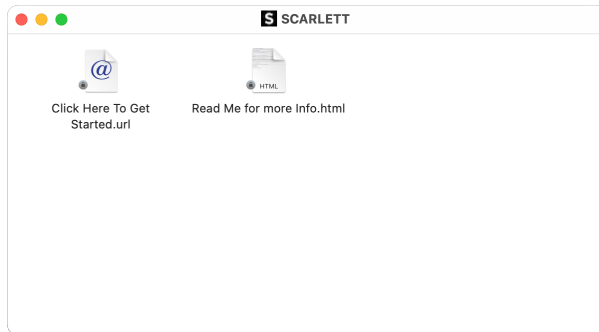 S SCARLETT
@
HTML
Click Here To Get
Started.url
Read Me for more Info.html